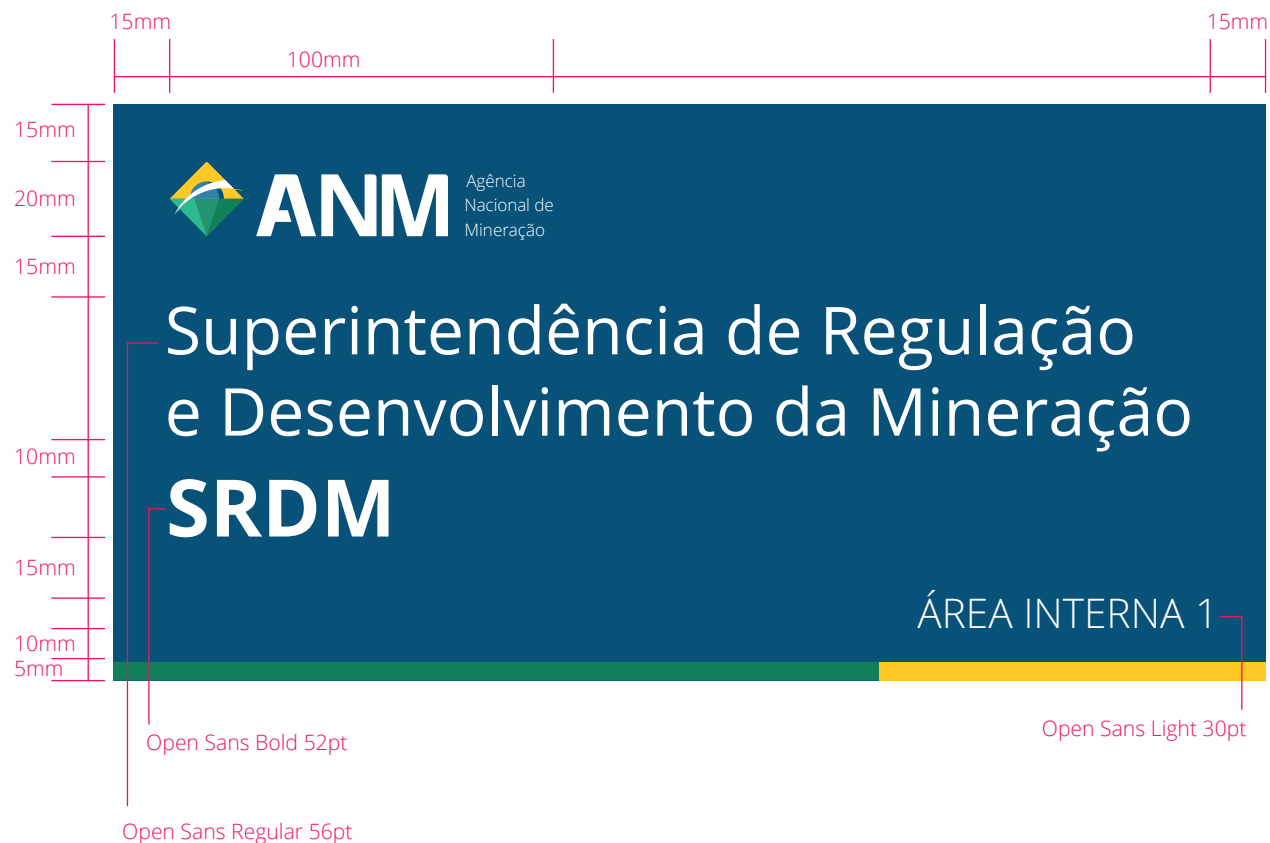 15mm
15mm
100mm
15mm
20mm
15mm
10mm
15mm
10mm
5mm
ANM
Agência
Nacional de
Mineração
Superintendência de Regulação
e Desenvolvimento da Mineração
SRDM
ÁREA INTERNA 1
Open Sans Bold 52pt
Open Sans Light 30pt
Open Sans Regular 56pt